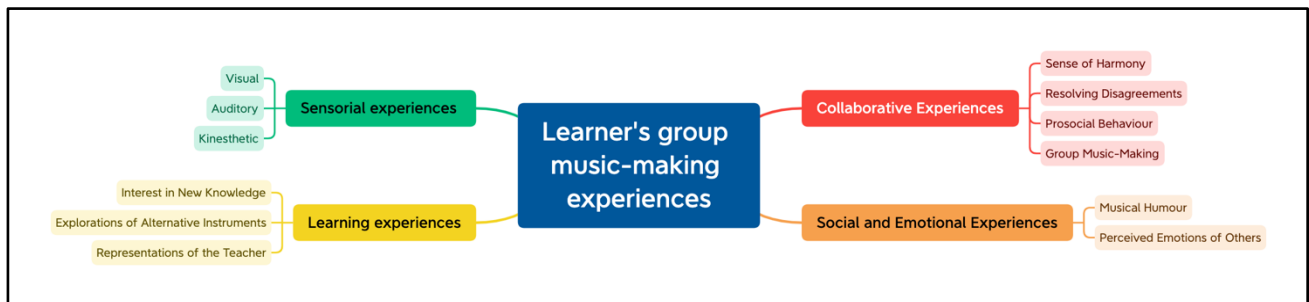 Learner's group
music-making
experiences
Sensorial experiences
Visual
Auditory
Kinesthetic
Learning experiences
Interest in New Knowledge
Explorations of Alternative Instruments
Representations of the Teacher
Collaborative Experiences
Sense of Harmony
Resolving Disagreements
Prosocial Behaviour
Group Music-Making
Social and Emotional Experiences
Musical Humour
Perceived Emotions of Others